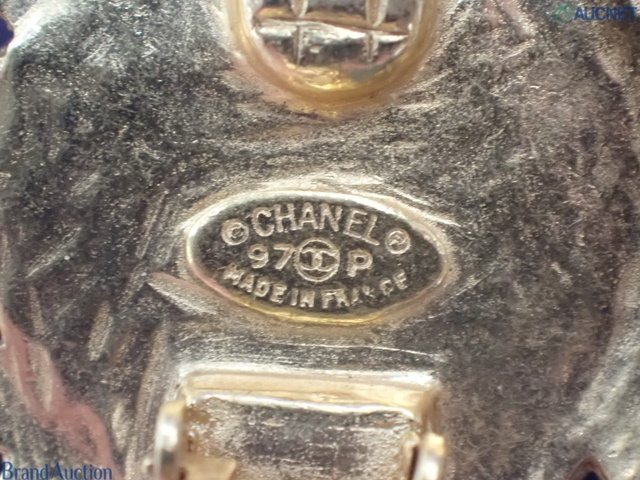 AUCNET
©CHANEL®
97 P
MADE IN FRANCE
Brand Auction